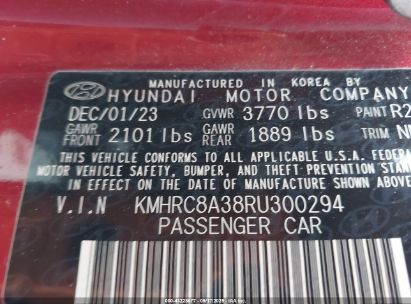 MANUFACTURED IN KOREA BY
HYUNDAI MOTOR COMPANY
DEC/01/23 GVWR 3770 lbs PAINT R2
GAWR FRONT 2101 lbs GAWR REAR 1889 lbs TRIM N
THIS VEHICLE CONFORMS TO ALL APPLICABLE U.S.A. FEDERAL
MOTOR VEHICLE SAFETY, BUMPER, AND THEFT PREVENTION STANDA
IN EFFECT ON THE DATE OF MANUFACTURE SHOWN ABOVE.
V.I.N KMHRC8A38RU300294
PASSENGER CAR